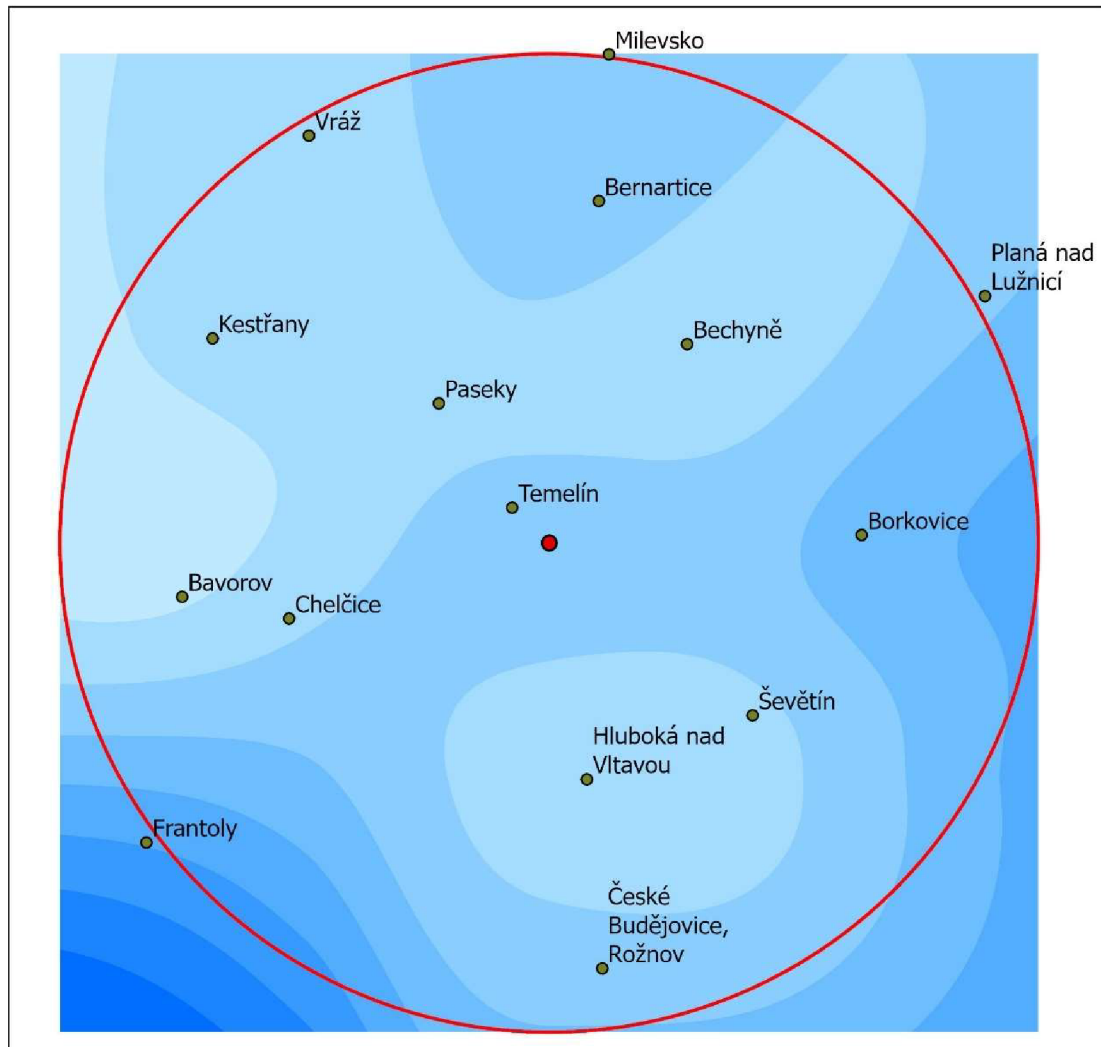 Milevsko
Vráž
Bernartice
Planá nad
Lužnicí
Kestřany
Bechyně
Paseky
Temelín
Borkovice
Bavorov
Chelčice
Ševětín
Hluboká nad
Vltavou
Frantoly
České
Budějovice,
Rožnov